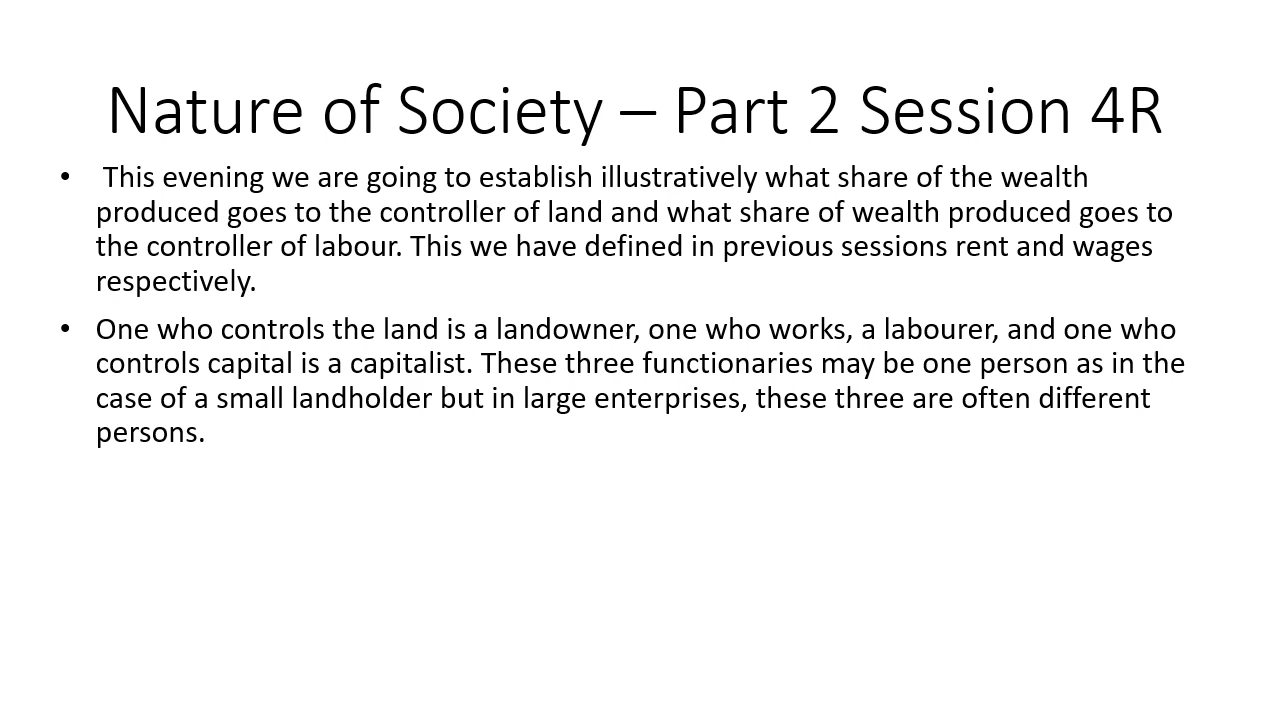 Nature of Society – Part 2 Session 4R
• This evening we are going to establish illustratively what share of the wealth
produced goes to the controller of land and what share of wealth produced goes to
the controller of labour. This we have defined in previous sessions rent and wages
respectively.
• One who controls the land is a landowner, one who works, a labourer, and one who
controls capital is a capitalist. These three functionaries may be one person as in the
case of a small landholder but in large enterprises, these three are often different
persons.